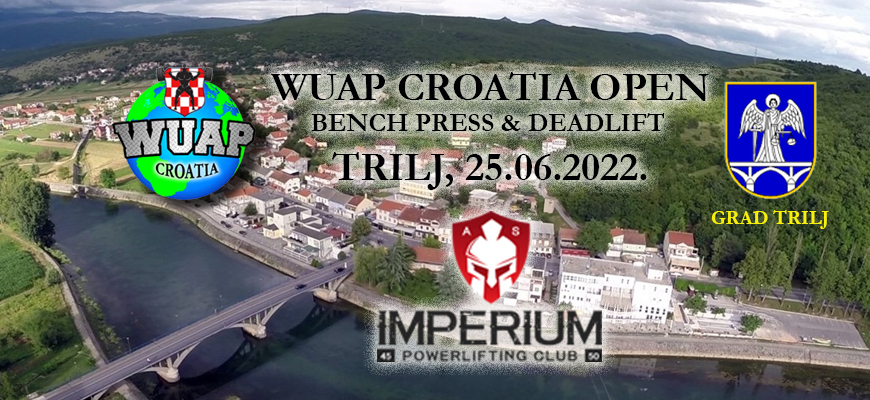 WUAP CROATIA OPEN
BENCH PRESS & DEADLIFT
TRILJ, 25.06.2022.
WUAP
CROATIA
GRAD TRILJ
A S
IMPERIUM
45 POWERLIFTING CLUB 50